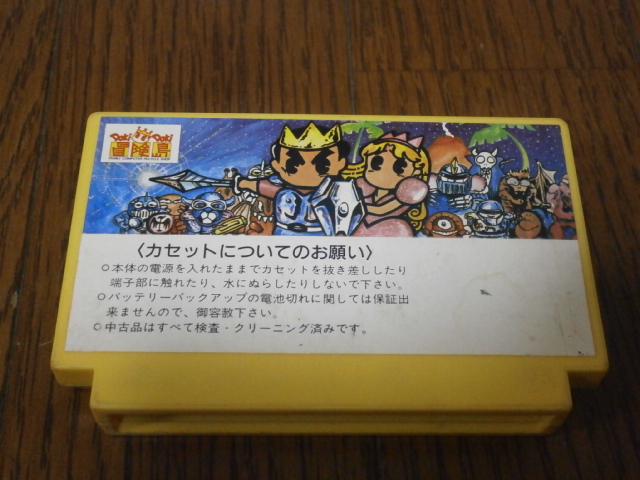 Doki Doki
冒険島
〈カセットについてのお願い〉
○本体の電源を入れたままでカセットを抜き差ししたり
端子部に触れたり、水にぬらしたりしないで下さい。
○バッテリーバックアップの電池切れに関しては保証出
来ませんので、御容赦下さい。
○中古品はすべて検査・クリーニング済みです。